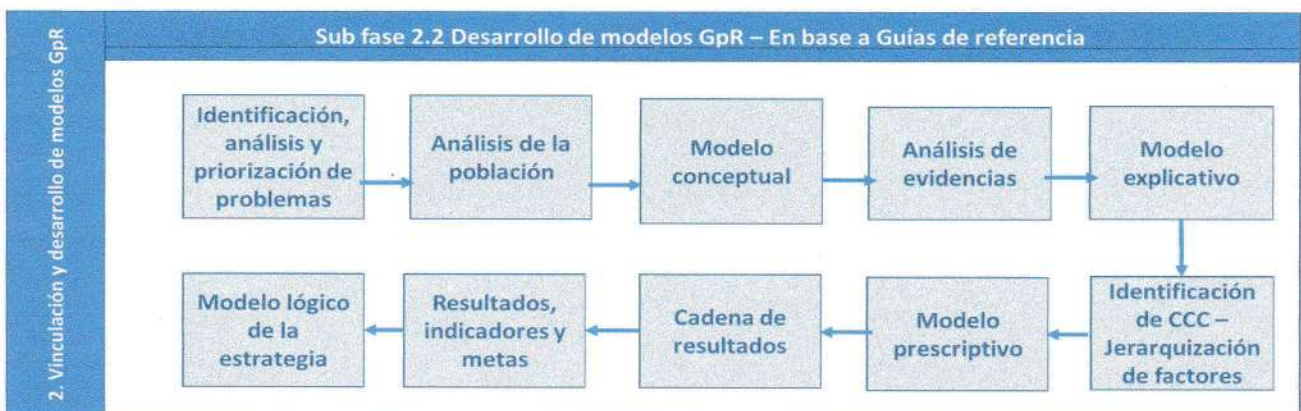 2. Vinculación y desarrollo de modelos GpR
Sub fase 2.2 Desarrollo de modelos GpR – En base a Guías de referencia
Identificación,
análisis y
priorización de
problemas
Análisis de la
población
Modelo
conceptual
Análisis de
evidencias
Modelo
explicativo
Identificación
de CCC –
Jerarquización
de factores
Modelo
prescriptivo
Cadena de
resultados
Resultados,
indicadores y
metas
Modelo lógico
de la
estrategia